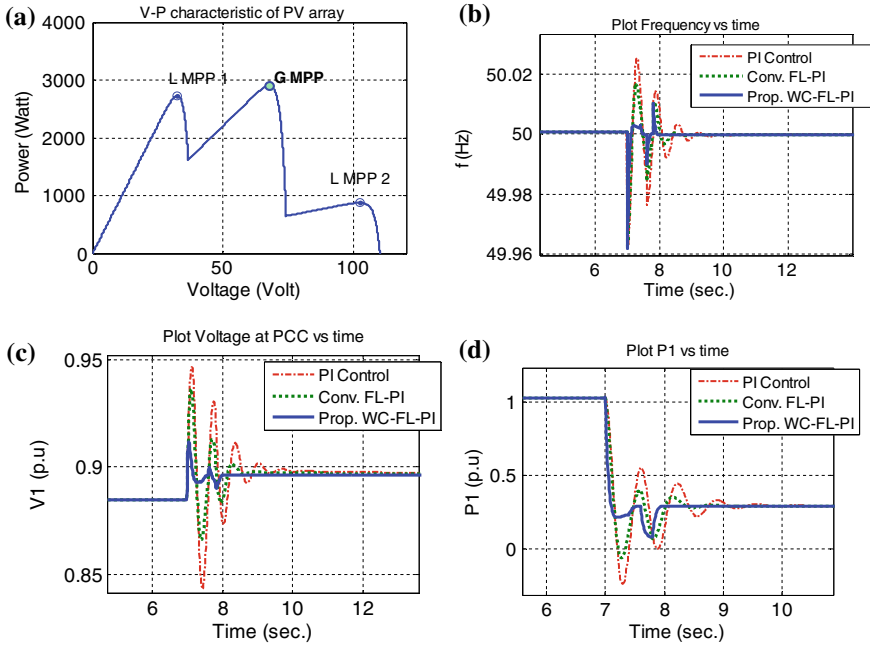 (a)
V-P characteristic of PV array
4000
3000
2000
1000
0
Power (Watt)
L MPP 1
G MPP
L MPP 2
0
50
100
Voltage (Volt)
(b)
Plot Frequency vs time
PI Control
Conv. FL-PI
Prop. WC-FL-PI
50.02
50
49.98
49.96
f (Hz)
6
8
10
12
Time (sec.)
(c)
Plot Voltage at PCC vs time
PI Control
Conv. FL-PI
Prop. WC-FL-PI
0.95
0.9
0.85
V1 (p.u)
6
8
10
12
Time (sec.)
(d)
Plot P1 vs time
PI Control
Conv. FL-PI
Prop. WC-FL-PI
1
0.5
0
P1 (p.u)
6
7
8
9
10
Time (sec.)